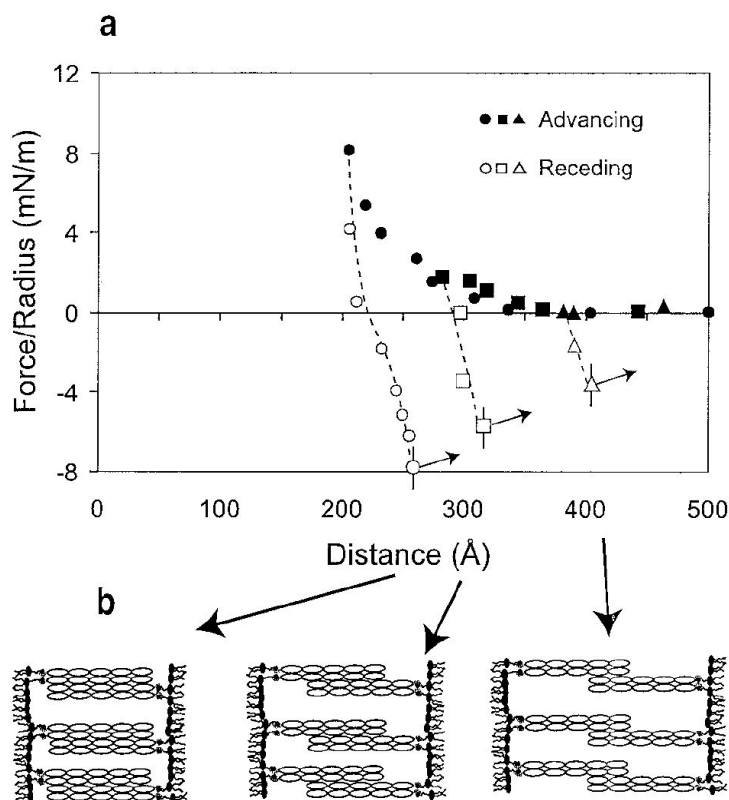 a
12
8
4
0
-4
-8
Force/Radius (mN/m)
Advancing
Receding
0 100 200 300 400 500
Distance (Å)
b